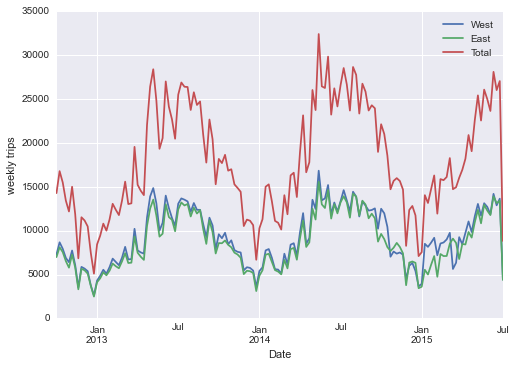 35000
30000
25000
20000
15000
10000
5000
0
weekly trips
West
East
Total
Jan
2013
Jul
Jan
2014
Jul
Jan
2015
Jul
Date